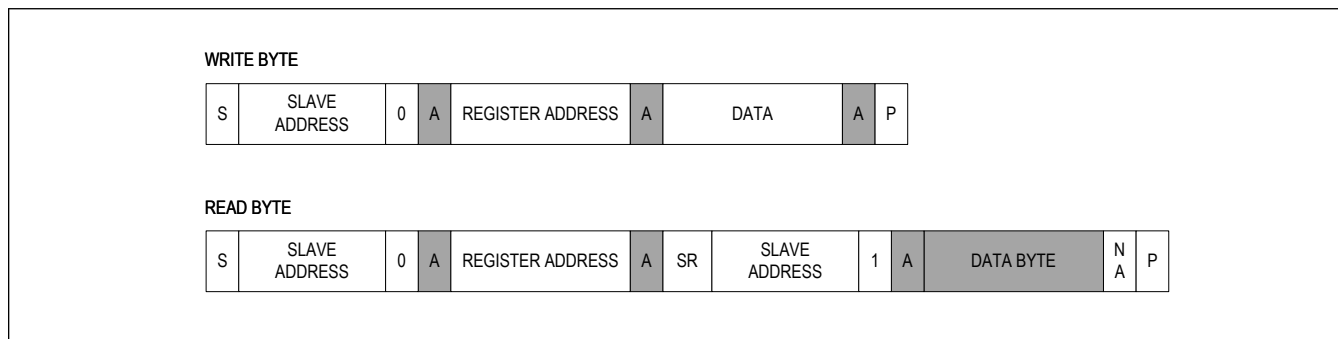 WRITE BYTE
S SLAVE ADDRESS 0 A REGISTER ADDRESS A DATA A P
READ BYTE
S SLAVE ADDRESS 0 A REGISTER ADDRESS A SR SLAVE ADDRESS 1 A DATA BYTE NA P